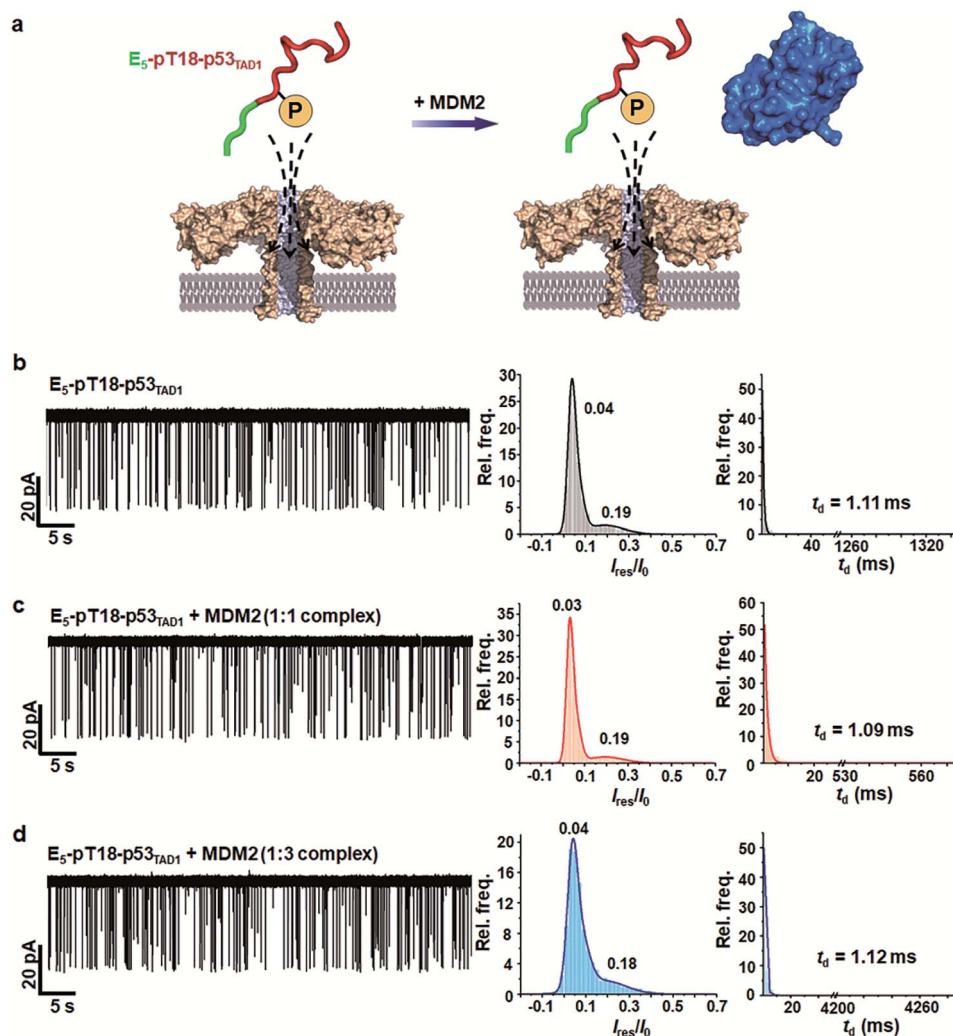 a
E5-pT18-p53TAD1
P
+ MDM2
P
b
E5-pT18-p53TAD1
20 pA
5 s
Rel. freq.
30
25
20
15
10
5
0
0.04
0.19
-0.1 0.1 0.3 0.5 0.7
Ires/I0
Rel. freq.
50
40
30
20
10
0
td = 1.11 ms
40 1260 1320
td (ms)
c
E5-pT18-p53TAD1 + MDM2 (1:1 complex)
20 pA
5 s
Rel. freq.
35
30
25
20
15
10
5
0
0.03
0.19
-0.1 0.1 0.3 0.5 0.7
Ires/I0
Rel. freq.
60
50
40
30
20
10
0
td = 1.09 ms
20 530 560
td (ms)
d
E5-pT18-p53TAD1 + MDM2 (1:3 complex)
20 pA
5 s
Rel. freq.
20
16
12
8
4
0
0.04
0.18
-0.1 0.1 0.3 0.5 0.7
Ires/I0
Rel. freq.
50
40
30
20
10
0
td = 1.12 ms
20 4200 4260
td (ms)